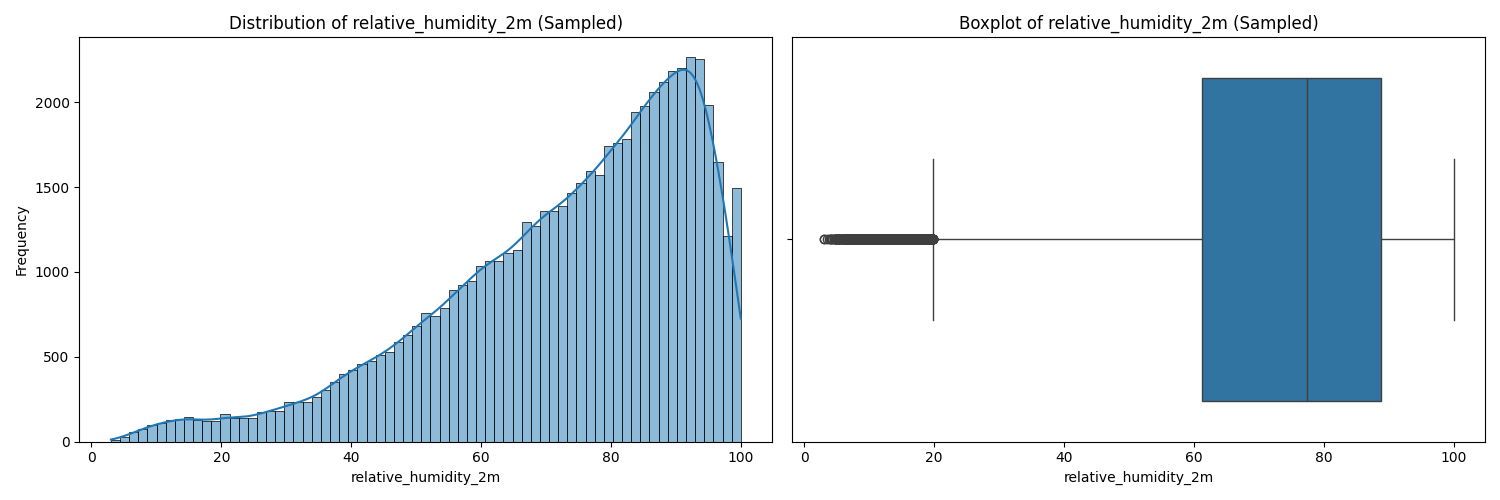 Distribution of relative_humidity_2m (Sampled)
Frequency
2000
1500
1000
500
0
0 20 40 60 80 100
relative_humidity_2m
Boxplot of relative_humidity_2m (Sampled)
0 20 40 60 80 100
relative_humidity_2m